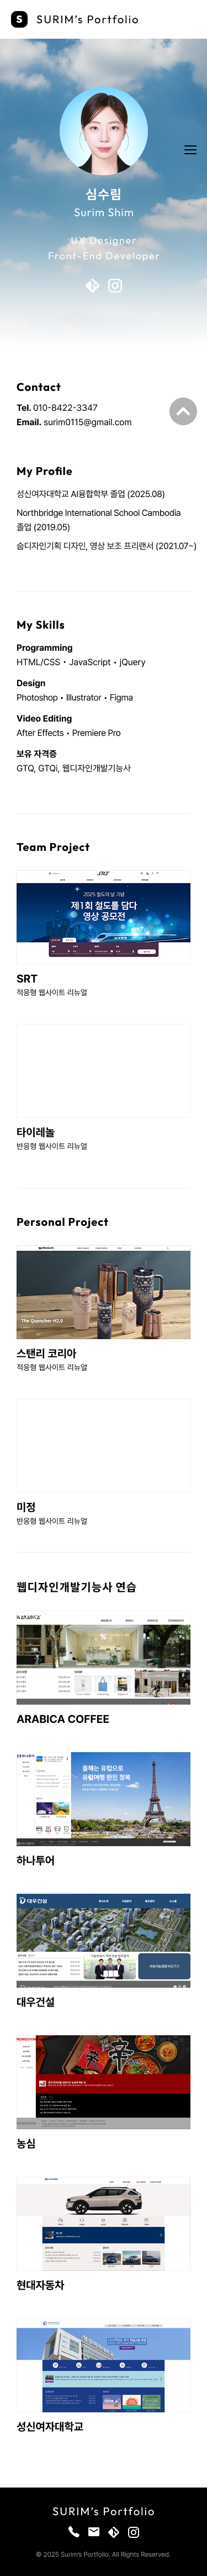 S SURIM's Portfolio
심수림
Surim Shim
UX Designer
Front-End Developer
Contact
Tel. 010-8422-3347
Email. surim0115@gmail.com
My Profile
성신여자대학교 AI융합학부 졸업 (2025.08)
Northbridge International School Cambodia
졸업 (2019.05)
숩디자인기획 디자인, 영상 보조 프리랜서 (2021.07~)
My Skills
Programming
HTML/CSS • JavaScript • jQuery
Design
Photoshop • Illustrator • Figma
Video Editing
After Effects • Premiere Pro
보유 자격증
GTQ, GTQi, 웹디자인개발기능사
Team Project
SRT
2025 철도의 날 기념
제1회 철도를 담다
영상 공모전
SRT
적응형 웹사이트 리뉴얼
타이레놀
반응형 웹사이트 리뉴얼
Personal Project
The Quencher H2.0
스탠리 코리아
적응형 웹사이트 리뉴얼
미정
반응형 웹사이트 리뉴얼
웹디자인개발기능사 연습
% ARABICA
ARABICA COFFEE
올해는 유럽으로
유럽여행 완전 정복
하나투어
대우건설
대우건설
농심
현대자동차
성신여자대학교
SURIM's Portfolio
© 2025 Surim's Portfolio. All Rights Reserved.